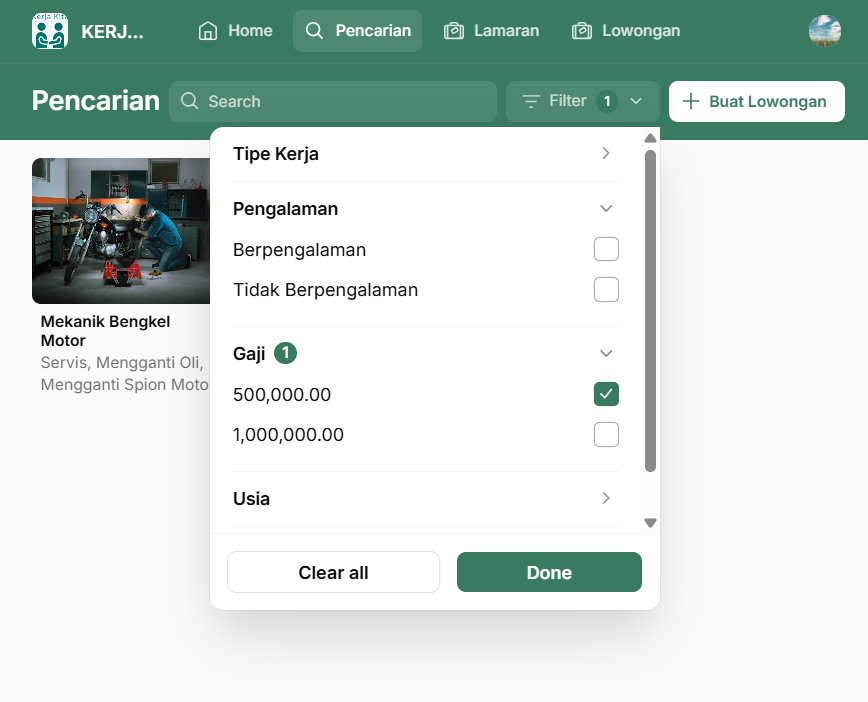 Kerja Kita
KERJ...
Home
Pencarian
Lamaran
Lowongan
Pencarian
Search
Filter 1
Buat Lowongan
Tipe Kerja
Pengalaman
Berpengalaman
Tidak Berpengalaman
Gaji 1
500,000.00
1,000,000.00
Usia
Clear all
Done
Mekanik Bengkel
Motor
Servis, Mengganti Oli,
Mengganti Spion Moto